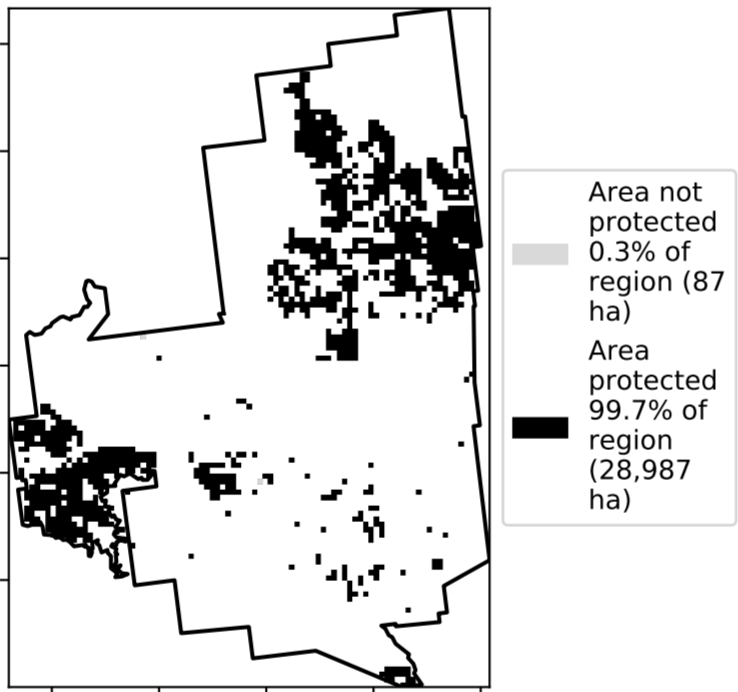 Area not
protected
0.3% of
region (87
ha)
Area
protected
99.7% of
region
(28,987
ha)